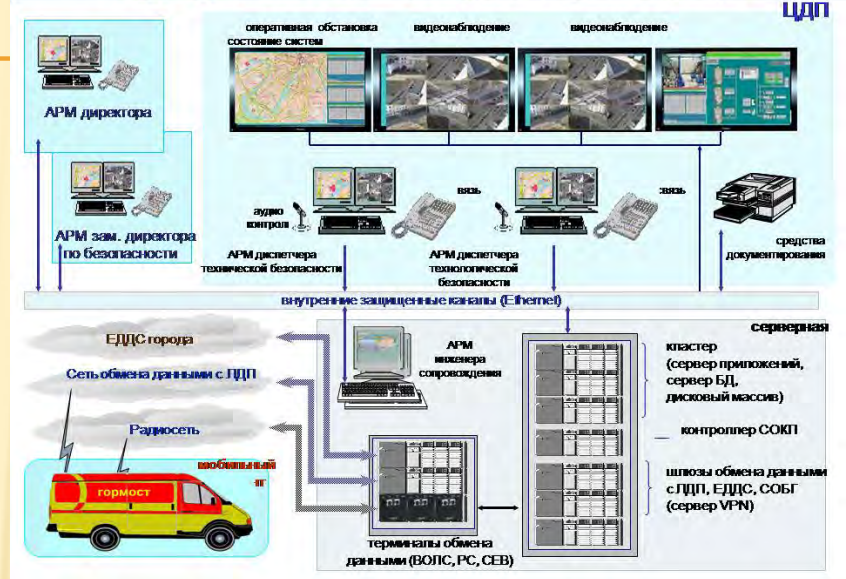 ЦДП
оперативная обстановка
состояние систем
видеонаблюдение
видеонаблюдение
АРМ директора
АРМ зам. директора
по безопасности
аудио
контроль
вязь
АРМ диспетчера
технической безопасности
связь
АРМ диспетчера
технологической
безопасности
средства
документирования
внутренние защищенные каналы (Ethernet)
серверная
ЕДДС города
Сеть обмена данными с ЛДП
Радиосеть
мобильный
гормост
АРМ
инженера
сопровождения
кластер
(сервер приложений,
сервер БД,
дисковый массив)
контроллер СОКП
шлюзы обмена данными
с ЛДП, ЕДДС, СОБГ
(сервер VPN)
терминалы обмена
данными (ВОЛС, РС, СЕВ)